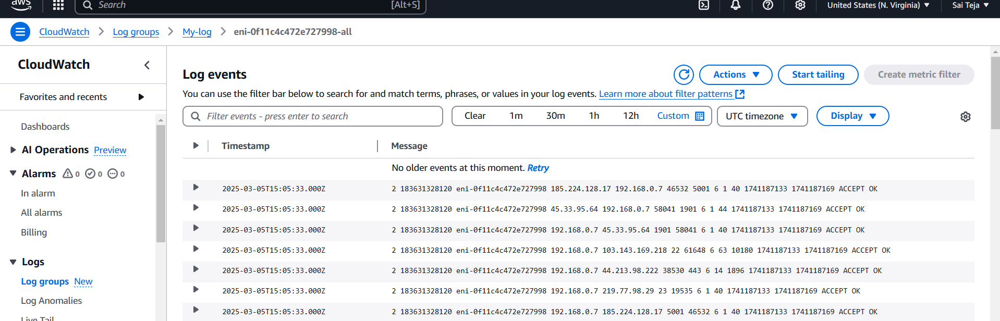 aws
Search [Alt+S] United States (N. Virginia) Sai Teja
CloudWatch Log groups My-log eni-0f11c4c472e727998-all
CloudWatch
Favorites and recents
Dashboards
AI Operations Preview
Alarms 0 0 0
In alarm
All alarms
Billing
Logs
Log groups New
Log Anomalies
Live Tail
Log events
Actions Start tailing Create metric filter
You can use the filter bar below to search for and match terms, phrases, or values in your log events. Learn more about filter patterns
Filter events - press enter to search Clear 1m 30m 1h 12h Custom UTC timezone Display
Timestamp Message
No older events at this moment. Retry
2025-03-05T15:05:33.000Z 2 183631328120 eni-0f11c4c472e727998 185.224.128.17 192.168.0.7 46532 5001 6 1 40 1741187133 1741187169 ACCEPT OK
2025-03-05T15:05:33.000Z 2 183631328120 eni-0f11c4c472e727998 45.33.95.64 192.168.0.7 58041 1901 6 1 44 1741187133 1741187169 ACCEPT OK
2025-03-05T15:05:33.000Z 2 183631328120 eni-0f11c4c472e727998 192.168.0.7 45.33.95.64 1901 58041 6 1 40 1741187133 1741187169 ACCEPT OK
2025-03-05T15:05:33.000Z 2 183631328120 eni-0f11c4c472e727998 192.168.0.7 103.143.169.218 22 61648 6 63 10180 1741187133 1741187169 ACCEPT OK
2025-03-05T15:05:33.000Z 2 183631328120 eni-0f11c4c472e727998 192.168.0.7 44.213.98.222 38530 443 6 14 1896 1741187133 1741187169 ACCEPT OK
2025-03-05T15:05:33.000Z 2 183631328120 eni-0f11c4c472e727998 192.168.0.7 219.77.98.29 23 19535 6 1 40 1741187133 1741187169 ACCEPT OK
2025-03-05T15:05:33.000Z 2 183631328120 eni-0f11c4c472e727998 192.168.0.7 185.224.128.17 5001 46532 6 1 40 1741187133 1741187169 ACCEPT OK